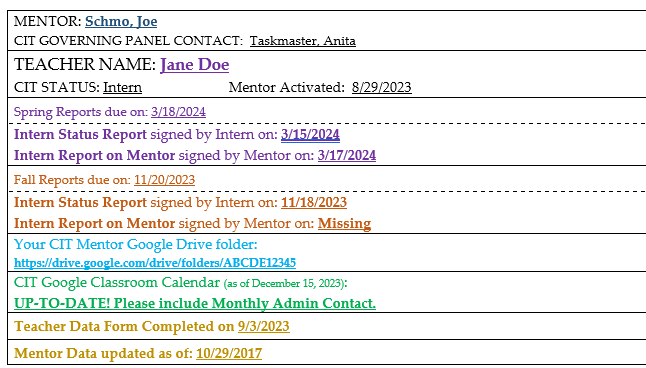 MENTOR: Schmo, Joe
CIT GOVERNING PANEL CONTACT: Taskmaster, Anita
TEACHER NAME: Jane Doe
CIT STATUS: Intern Mentor Activated: 8/29/2023
Spring Reports due on: 3/18/2024
Intern Status Report signed by Intern on: 3/15/2024
Intern Report on Mentor signed by Mentor on: 3/17/2024
Fall Reports due on: 11/20/2023
Intern Status Report signed by Intern on: 11/18/2023
Intern Report on Mentor signed by Mentor on: Missing
Your CIT Mentor Google Drive folder:
https://drive.google.com/drive/folders/ABCDE12345
CIT Google Classroom Calendar (as of December 15, 2023):
UP-TO-DATE! Please include Monthly Admin Contact.
Teacher Data Form Completed on 9/3/2023
Mentor Data updated as of: 10/29/2017